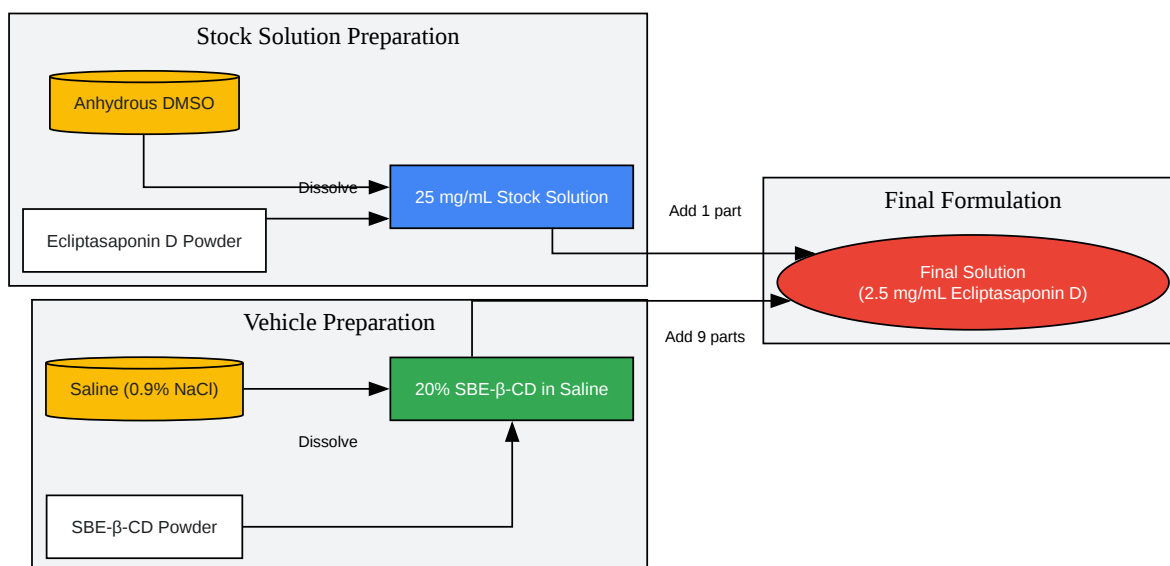 Stock Solution Preparation
Anhydrous DMSO
Dissolve
25 mg/mL Stock Solution
Ecliptasaponin D Powder
Add 1 part
Final Formulation
Final Solution
(2.5 mg/mL Ecliptasaponin D)
Vehicle Preparation
Add 9 parts
Saline (0.9% NaCl)
20% SBE-β-CD in Saline
Dissolve
SBE-β-CD Powder